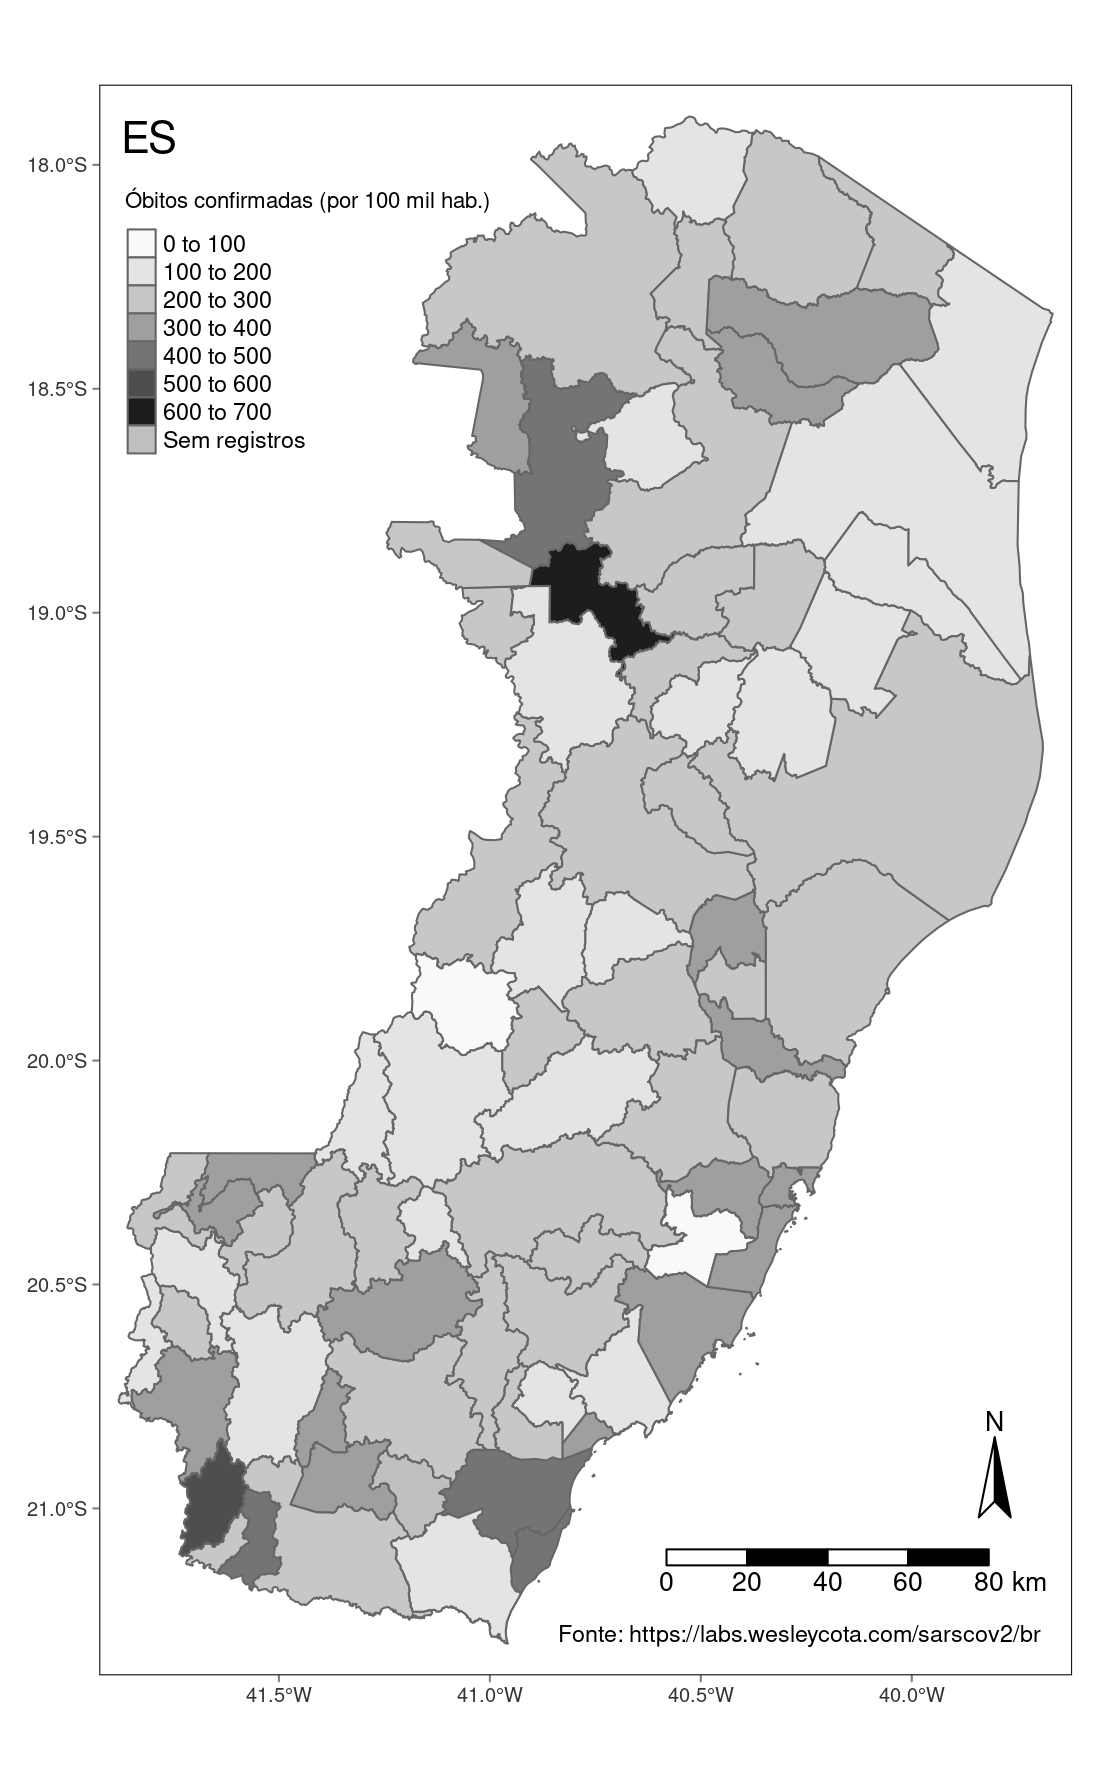 ES
Óbitos confirmadas (por 100 mil hab.)
0 to 100
100 to 200
200 to 300
300 to 400
400 to 500
500 to 600
600 to 700
Sem registros
18.0°S
18.5°S
19.0°S
19.5°S
20.0°S
20.5°S
21.0°S
N
0 20 40 60 80 km
Fonte: https://labs.wesleycota.com/sarscov2/br
41.5°W 41.0°W 40.5°W 40.0°W